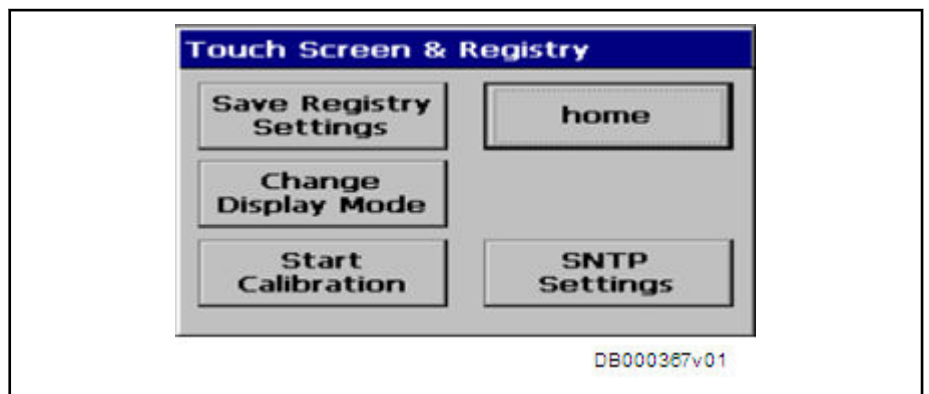 Touch Screen & Registry
Save Registry
Settings
home
Change
Display Mode
Start
Calibration
SNTP
Settings
DB000367v01